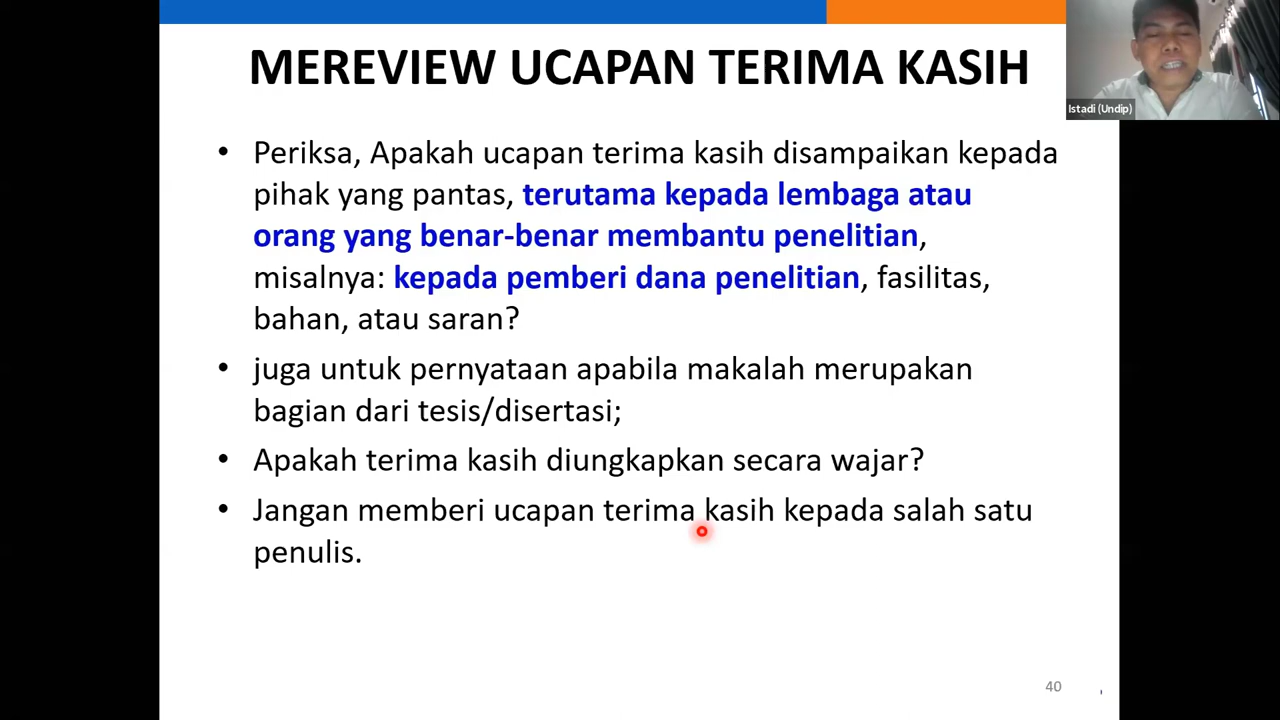 MEREVIEW UCAPAN TERIMA KASIH
Istadi (Undip)
• Periksa, Apakah ucapan terima kasih disampaikan kepada
pihak yang pantas, terutama kepada lembaga atau
orang yang benar-benar membantu penelitian,
misalnya: kepada pemberi dana penelitian, fasilitas,
bahan, atau saran?
• juga untuk pernyataan apabila makalah merupakan
bagian dari tesis/disertasi;
• Apakah terima kasih diungkapkan secara wajar?
• Jangan memberi ucapan terima kasih kepada salah satu
penulis.
40